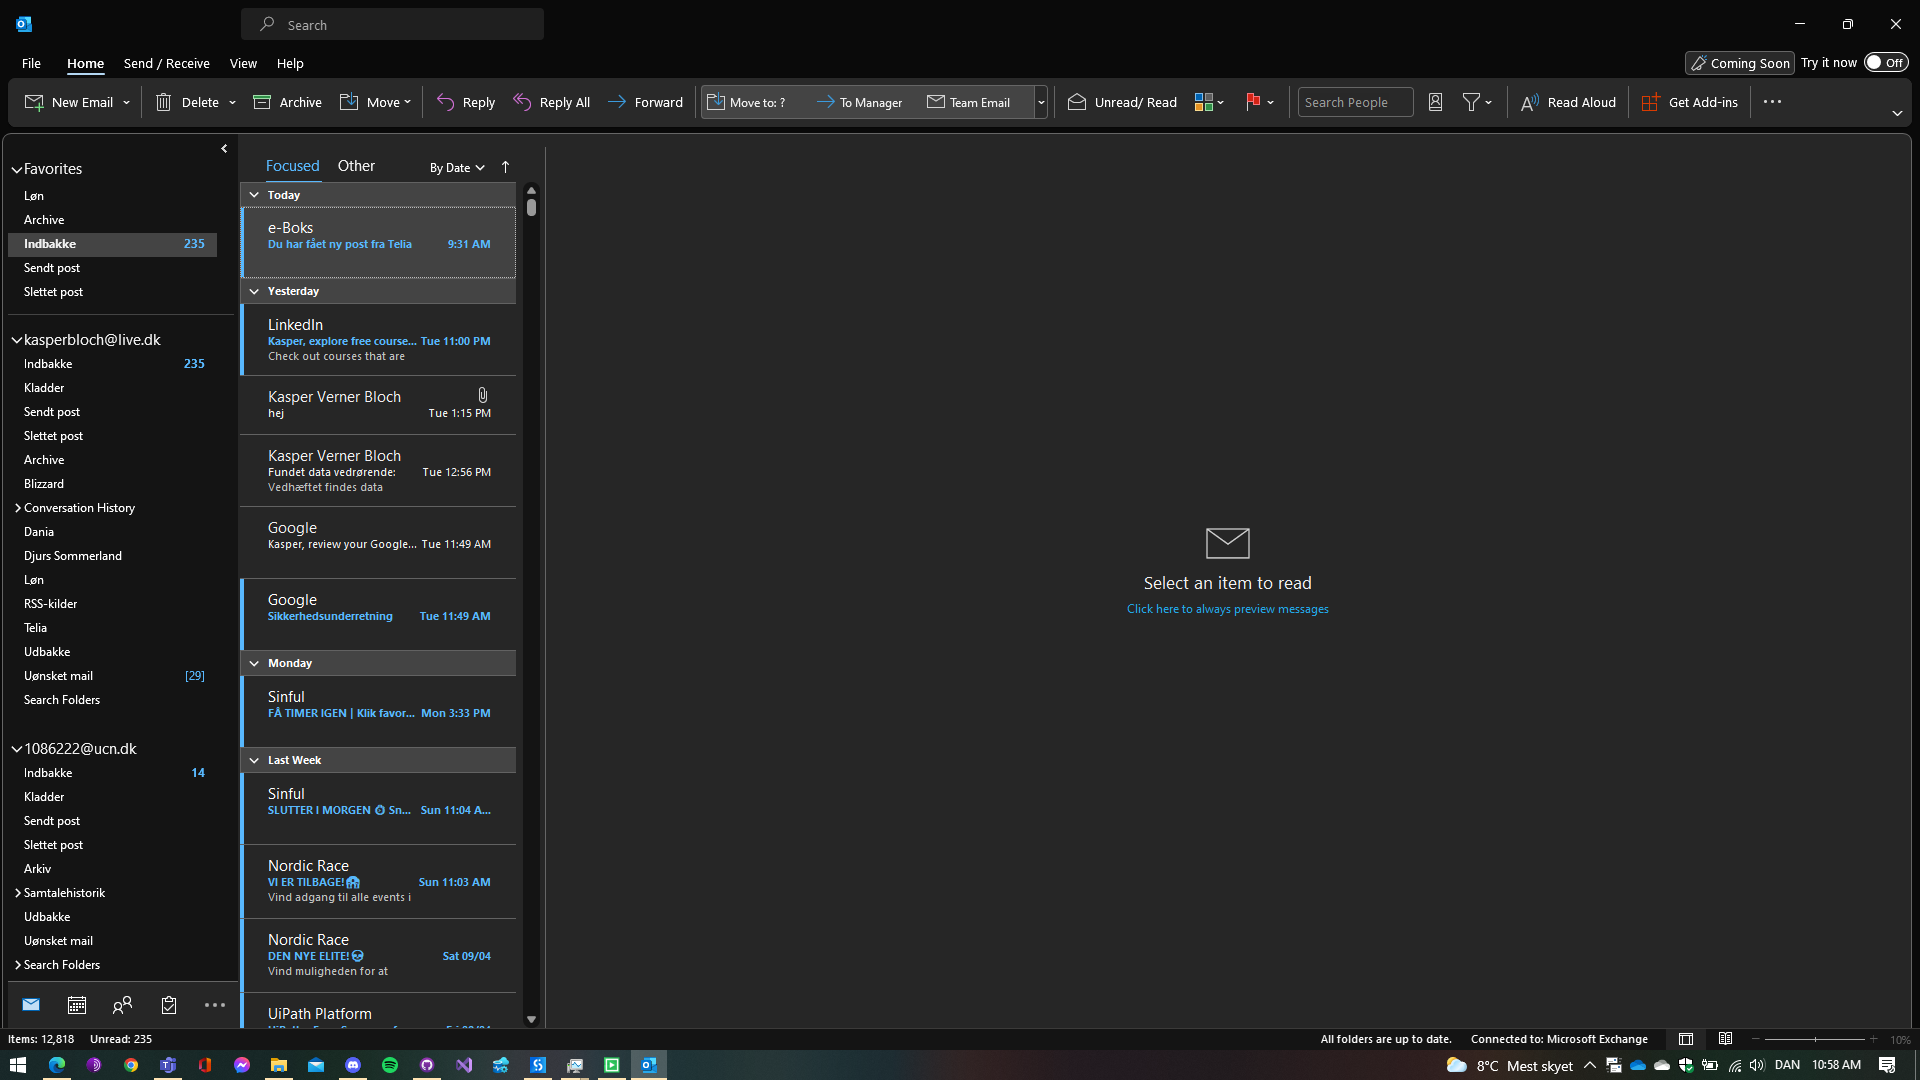 Search
File
Home
Send / Receive
View
Help
Coming Soon
Try it now
Off
New Email
Delete
Archive
Move
Reply
Reply All
Forward
Move to: ?
To Manager
Team Email
Unread/ Read
Search People
Read Aloud
Get Add-ins
Favorites
Løn
Archive
Indbakke 235
Sendt post
Slettet post
kasperbloch@live.dk
Indbakke 235
Kladder
Sendt post
Slettet post
Archive
Blizzard
Conversation History
Dania
Djurs Sommerland
Løn
RSS-kilder
Telia
Udbakke
Uønsket mail [29]
Search Folders
1086222@ucn.dk
Indbakke 14
Kladder
Sendt post
Slettet post
Arkiv
Samtalehistorik
Udbakke
Uønsket mail
Search Folders
Focused Other By Date
Today
e-Boks
Du har fået ny post fra Telia 9:31 AM
Yesterday
LinkedIn
Kasper, explore free course... Tue 11:00 PM
Check out courses that are
Kasper Verner Bloch
hej Tue 1:15 PM
Kasper Verner Bloch
Fundet data vedrørende: Tue 12:56 PM
Vedhæftet findes data
Google
Kasper, review your Google... Tue 11:49 AM
Google
Sikkerhedsunderretning Tue 11:49 AM
Monday
Sinful
FÅ TIMER IGEN | Klik favor... Mon 3:33 PM
Last Week
Sinful
SLUTTER I MORGEN Sn... Sun 11:04 A...
Nordic Race
VI ER TILBAGE! Sun 11:03 AM
Vind adgang til alle events i
Nordic Race
DEN NYE ELITE! Sat 09/04
Vind muligheden for at
UiPath Platform
Select an item to read
Click here to always preview messages
Items: 12,818 Unread: 235
All folders are up to date. Connected to: Microsoft Exchange
10%
8°C Mest skyet
DAN
10:58 AM